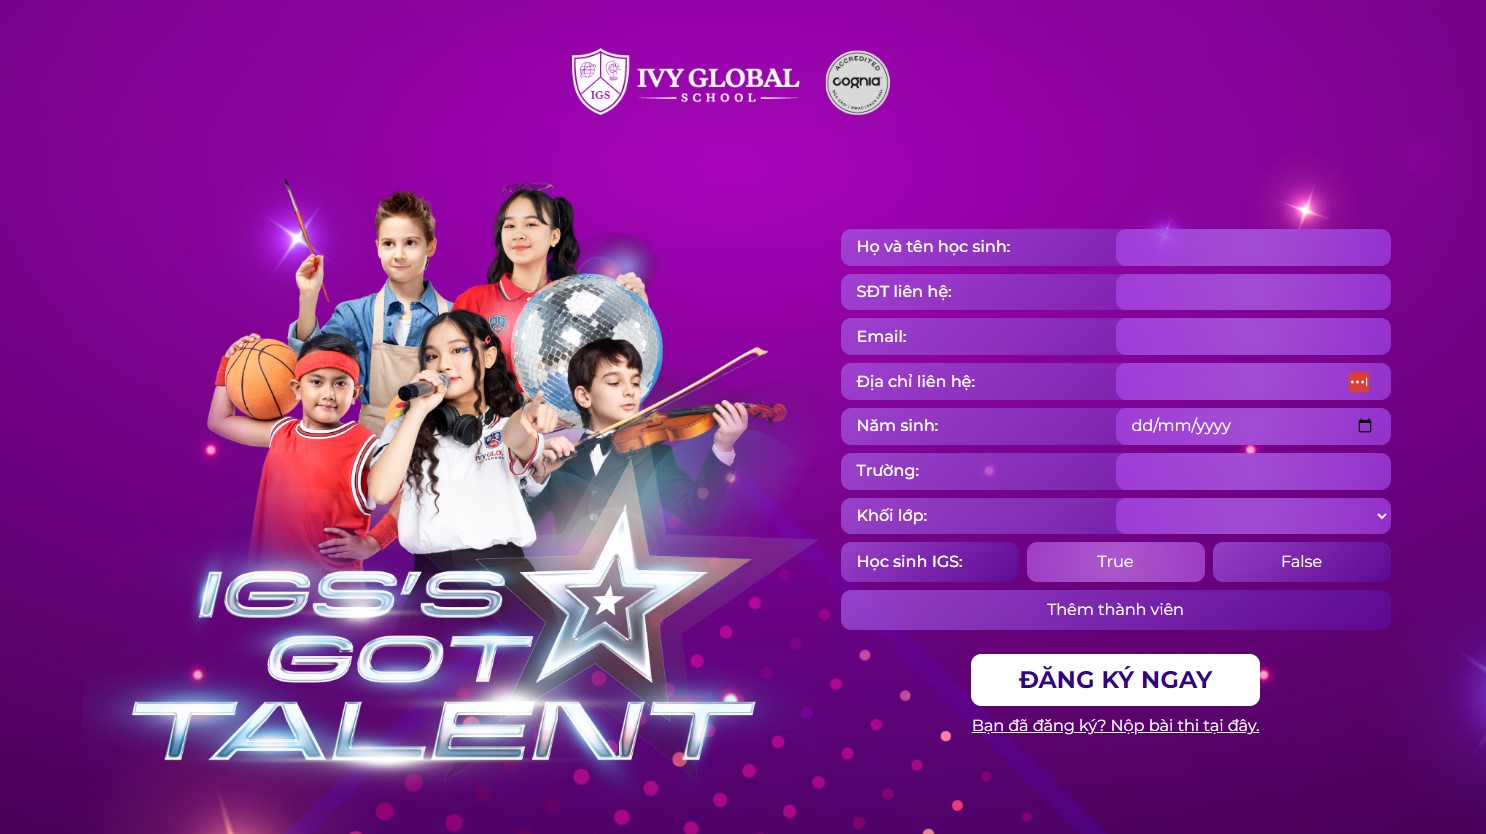 IGS
IVY GLOBAL
SCHOOL
ACCREDITED
cognia
IGS'S
GOT
TALENT
Họ và tên học sinh:
SĐT liên hệ:
Email:
Địa chỉ liên hệ:
Năm sinh:
dd/mm/yyyy
Trường:
Khối lớp:
Học sinh IGS:
True
False
Thêm thành viên
ĐĂNG KÝ NGAY
Bạn đã đăng ký? Nộp bài thi tại đây.